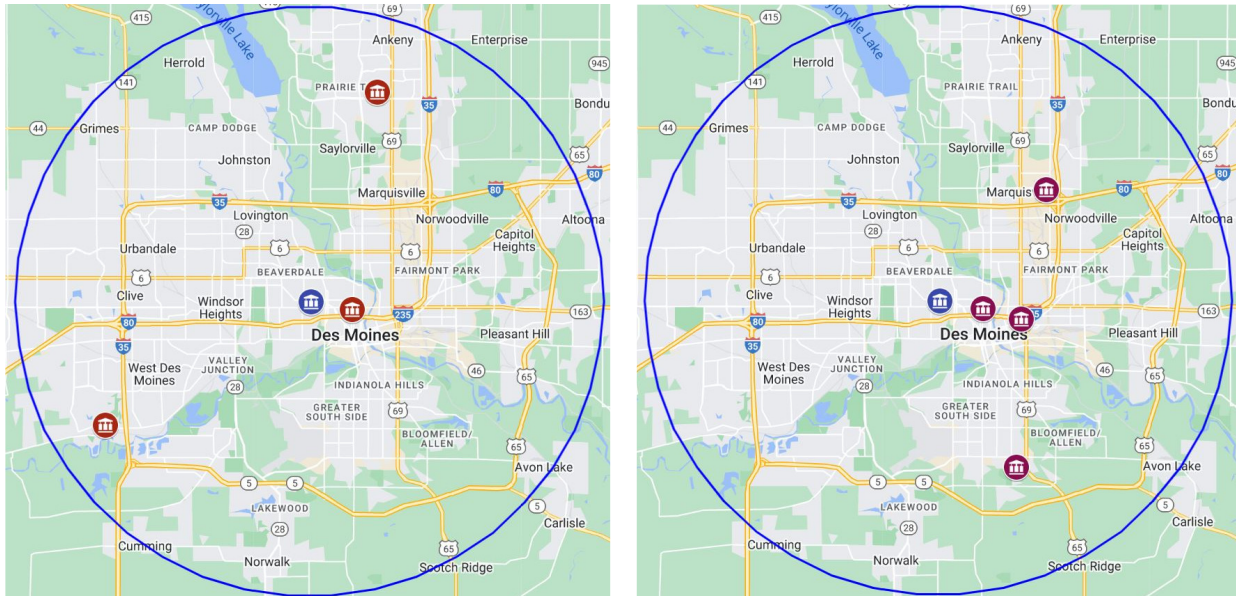 415
69
Ankeny
Enterprise
Taylorville Lake
Herrold
945
141
PRAIRIE T
35
Bondu
44
Grimes
CAMP DODGE
69
Saylorville
65
Johnston
80
Marquisville
80
35
Lovington
Norwoodville
Altoona
28
Capitol
Heights
Urbandale
6
6
6
BEAVERDALE
FAIRMONT PARK
Clive
Windsor
Heights
235
163
80
Des Moines
Pleasant Hill
35
VALLEY
JUNCTION
West Des
Moines
46
28
INDIANOLA HILLS
65
GREATER
SOUTH SIDE
69
BLOOMFIELD/
ALLEN
65
Avon Lake
5
5
LAKEWOOD
5
28
Carlisle
Cumming
65
Norwalk
Scotch Ridge
415
69
Ankeny
Enterprise
aylorville Lake
Herrold
945
141
PRAIRIE TRAIL
35
Bondu
44
Grimes
CAMP DODGE
69
Saylorville
65
Johnston
80
Marquis
80
35
Lovington
Norwoodville
Altoona
28
Capitol
Heights
Urbandale
6
6
6
BEAVERDALE
FAIRMONT PARK
Clive
Windsor
Heights
5
163
80
Des Moines
Pleasant Hill
35
VALLEY
JUNCTION
West Des
Moines
46
28
INDIANOLA HILLS
65
GREATER
SOUTH SIDE
69
BLOOMFIELD/
ALLEN
65
Avon Lake
5
5
LAKEWOOD
5
28
Carlisle
Cumming
65
Norwalk
Scotch Ridge